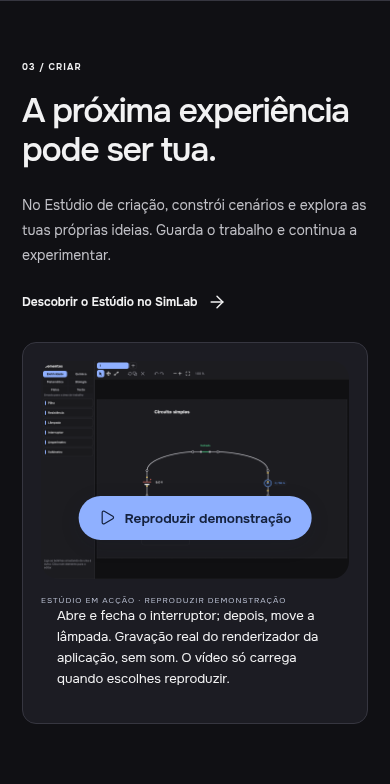 03 / CRIAR
A próxima experiência
pode ser tua.
No Estúdio de criação, constrói cenários e explora as
tuas próprias ideias. Guarda o trabalho e continua a
experimentar.
Descobrir o Estúdio no SimLab
Circuito simples
Reproduzir demonstração
ESTÚDIO EM ACÇÃO · REPRODUZIR DEMONSTRAÇÃO
Abre e fecha o interruptor; depois, move a
lâmpada. Gravação real do renderizador da
aplicação, sem som. O vídeo só carrega
quando escolhes reproduzir.